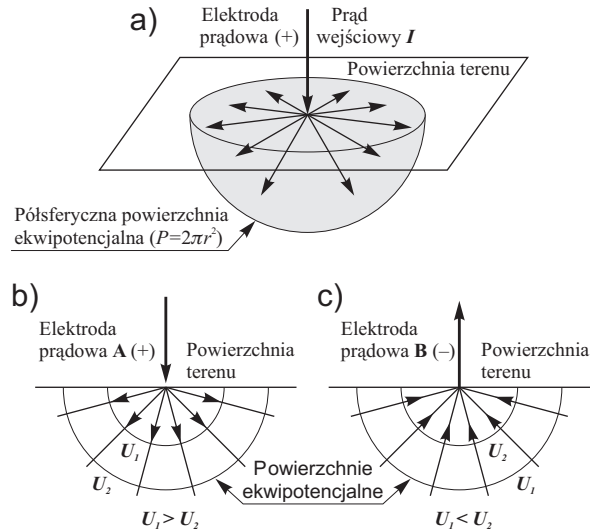 a)
Elektroda
prądowa (+)
Prąd
wejściowy I
Powierzchnia terenu
Półsferyczna powierzchnia
ekwipotencjalna (P=2πr²)
b)
Elektroda
prądowa A (+)
Powierzchnia
terenu
U₁
U₂
U₁ > U₂
Powierzchnie
ekwipotencjalne
c)
Elektroda
prądowa B (–)
Powierzchnia
terenu
U₂
U₁
U₁ < U₂